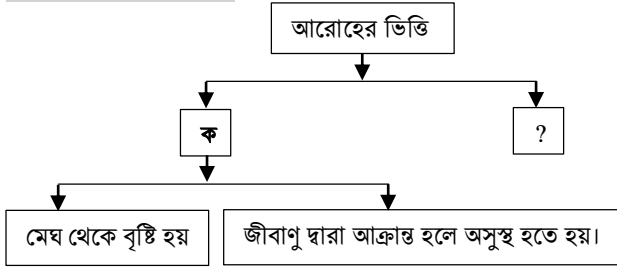 আরোহের ভিত্তি
ক
?
মেঘ থেকে বৃষ্টি হয়
জীবাণু দ্বারা আক্রান্ত হলে অসুস্থ হতে হয়।